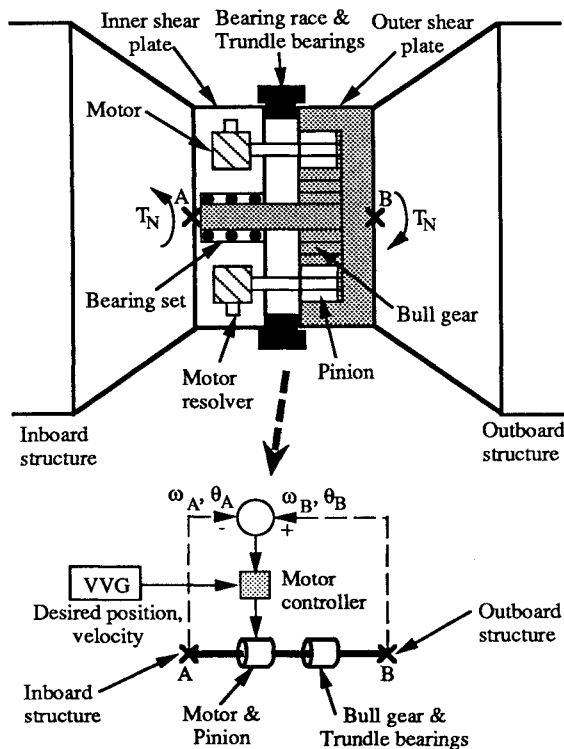 Inner shear
plate
Bearing race &
Trundle bearings
Outer shear
plate
Motor
A
B
T_N
T_N
Bearing set
Bull gear
Motor
resolver
Pinion
Inboard
structure
Outboard
structure
ω_A, θ_A
ω_B, θ_B
-
+
VVG
Motor
controller
Desired position,
velocity
Outboard
structure
A
B
Inboard
structure
Motor &
Pinion
Bull gear &
Trundle bearings